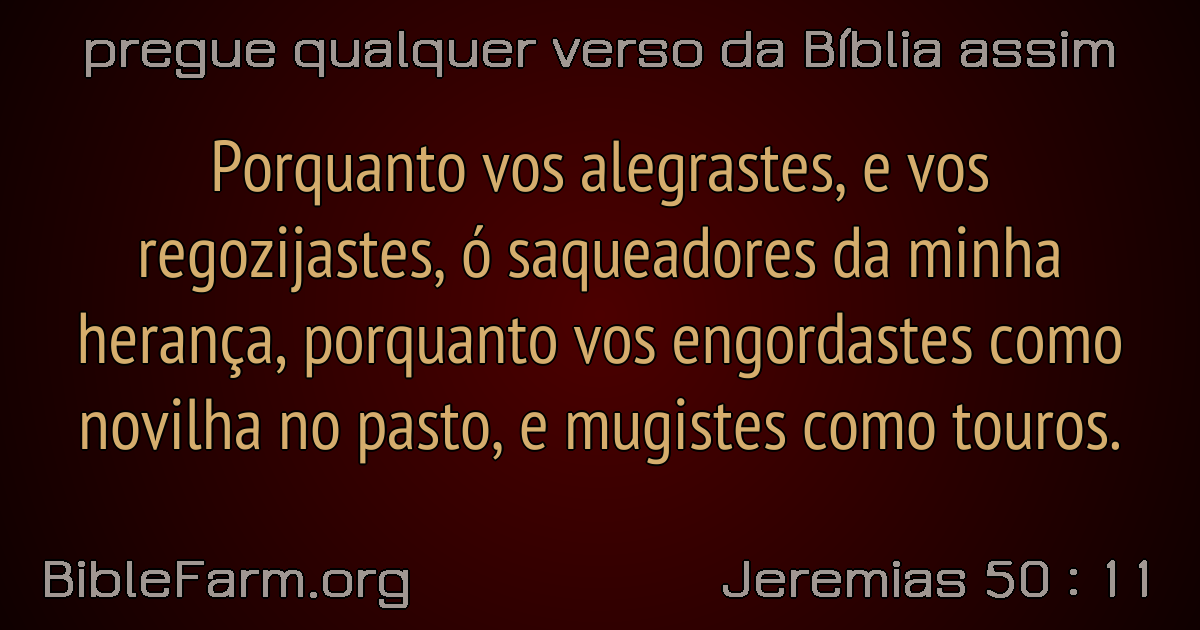 pregue qualquer verso da Bíblia assim
Porquanto vos alegrastes, e vos
regozijastes, ó saqueadores da minha
herança, porquanto vos engordastes como
novilha no pasto, e mugistes como touros.
BibleFarm.org
Jeremias 50 : 11